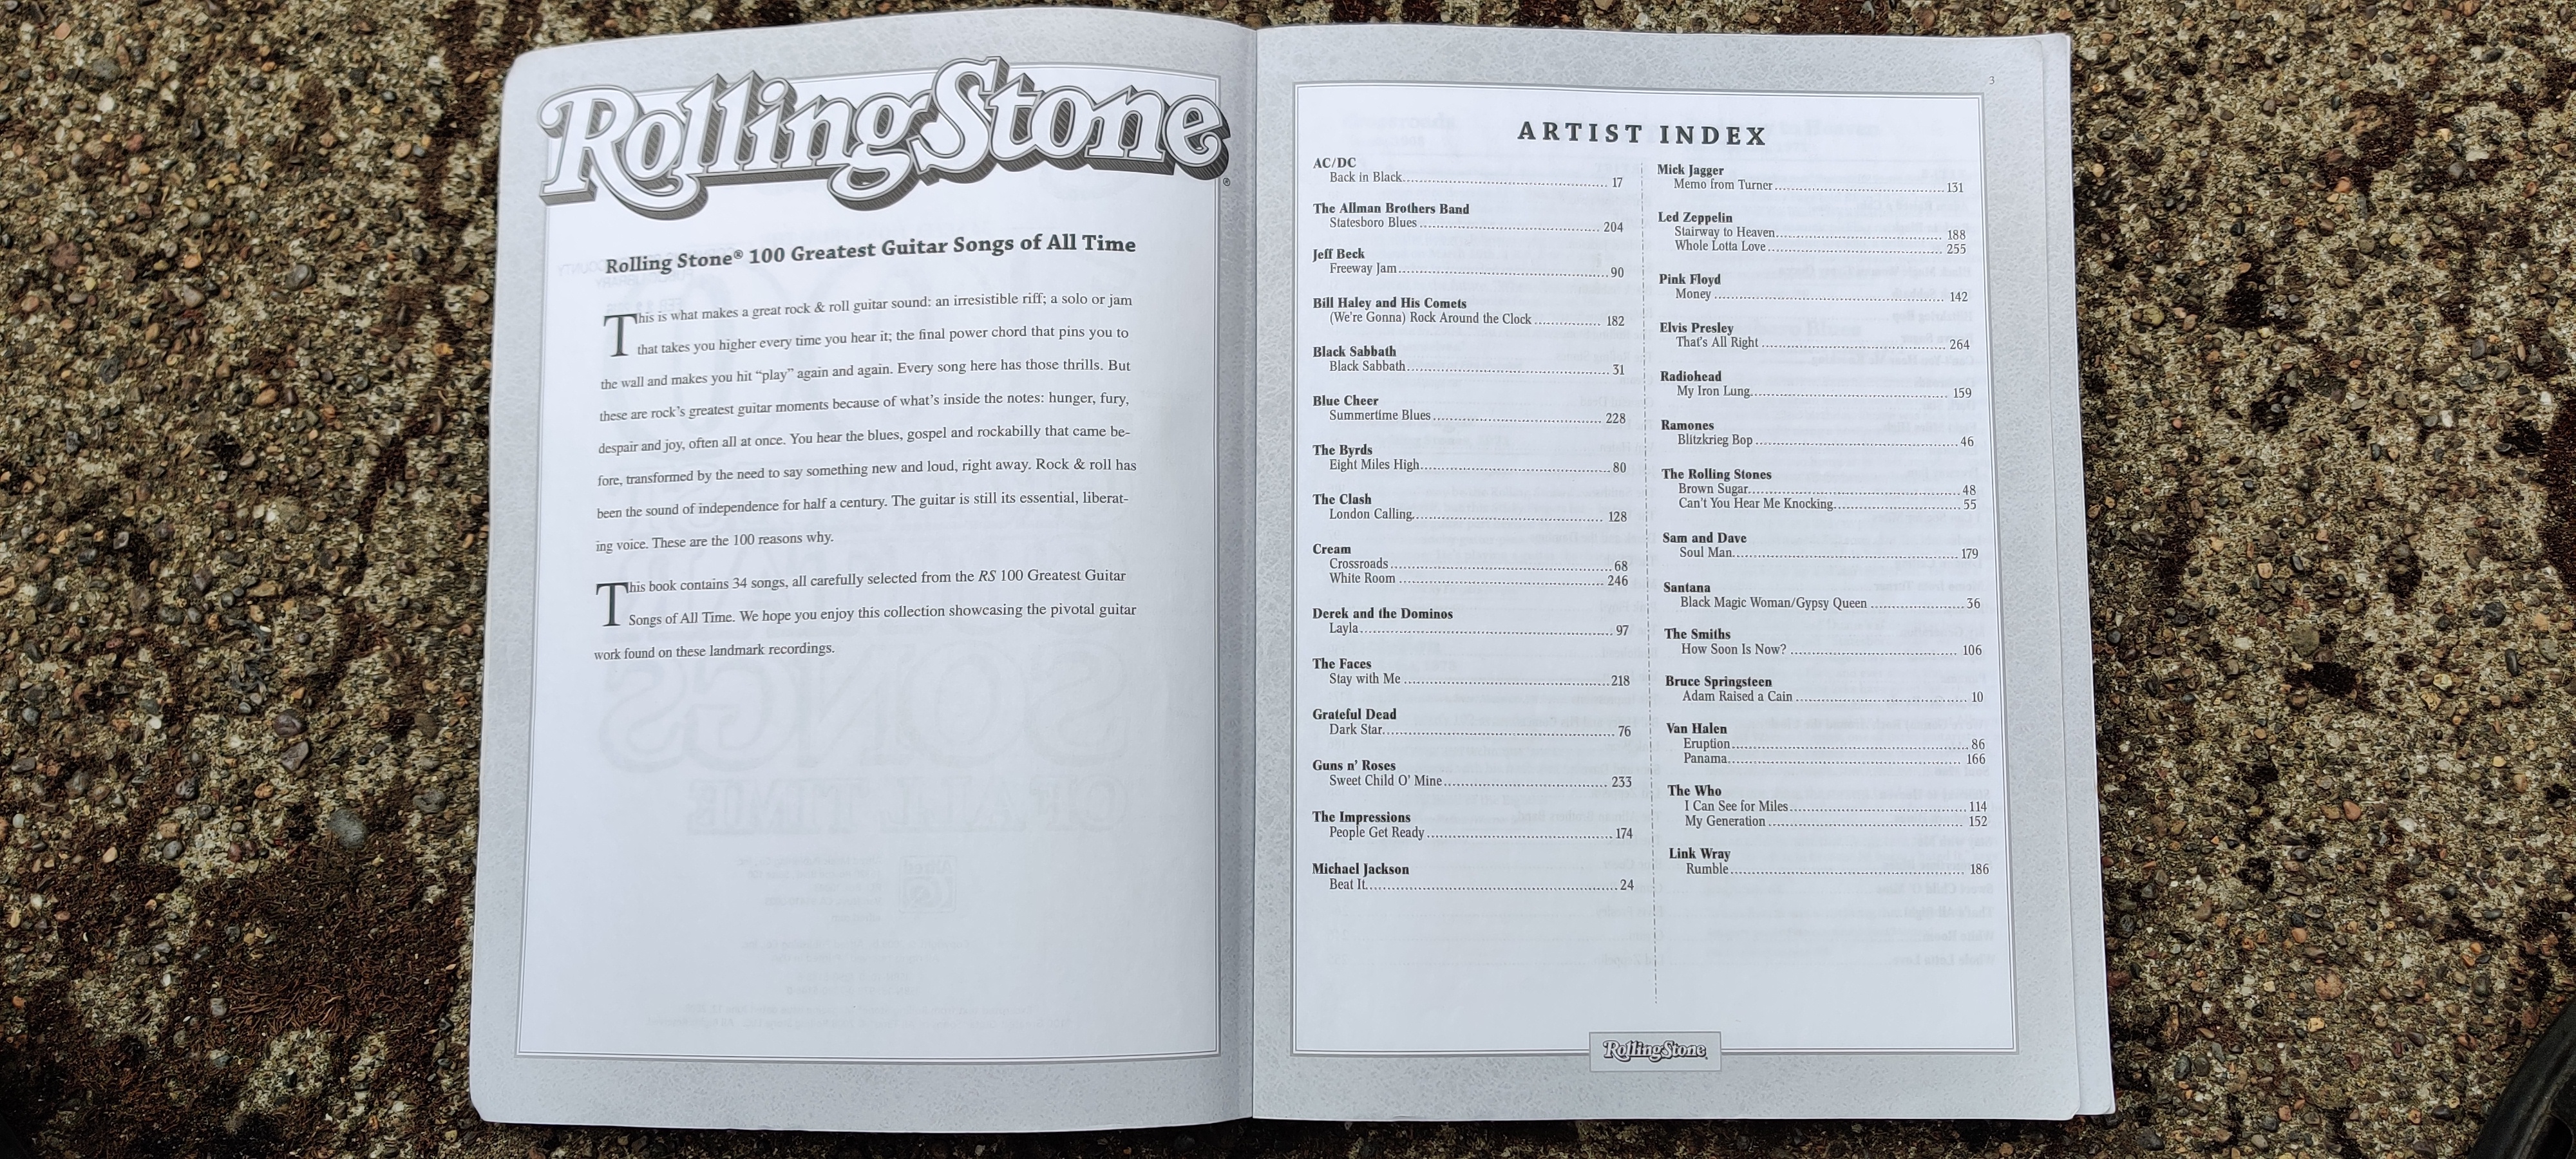 RollingStone®
Rolling Stone® 100 Greatest Guitar Songs of All Time
This is what makes a great rock & roll guitar sound: an irresistible riff; a solo or jam
that takes you higher every time you hear it; the final power chord that pins you to
the wall and makes you hit “play” again and again. Every song here has those thrills. But
these are rock’s greatest guitar moments because of what’s inside the notes: hunger, fury,
despair and joy, often all at once. You hear the blues, gospel and rockabilly that came be-
fore, transformed by the need to say something new and loud, right away. Rock & roll has
been the sound of independence for half a century. The guitar is still its essential, liberat-
ing voice. These are the 100 reasons why.
This book contains 34 songs, all carefully selected from the RS 100 Greatest Guitar
Songs of All Time. We hope you enjoy this collection showcasing the pivotal guitar
work found on these landmark recordings.
3
ARTIST INDEX
AC/DC
Back in Black 17
The Allman Brothers Band
Statesboro Blues 204
Jeff Beck
Freeway Jam 90
Bill Haley and His Comets
(We're Gonna) Rock Around the Clock 182
Black Sabbath
Black Sabbath 31
Blue Cheer
Summertime Blues 228
The Byrds
Eight Miles High 80
The Clash
London Calling 128
Cream
Crossroads 68
White Room 246
Derek and the Dominos
Layla 97
The Faces
Stay with Me 218
Grateful Dead
Dark Star 76
Guns n' Roses
Sweet Child O' Mine 233
The Impressions
People Get Ready 174
Michael Jackson
Beat It 24
Mick Jagger
Memo from Turner 131
Led Zeppelin
Stairway to Heaven 188
Whole Lotta Love 255
Pink Floyd
Money 142
Elvis Presley
That's All Right 264
Radiohead
My Iron Lung 159
Ramones
Blitzkrieg Bop 46
The Rolling Stones
Brown Sugar 48
Can't You Hear Me Knocking 55
Sam and Dave
Soul Man 179
Santana
Black Magic Woman/Gypsy Queen 36
The Smiths
How Soon Is Now? 106
Bruce Springsteen
Adam Raised a Cain 10
Van Halen
Eruption 86
Panama 166
The Who
I Can See for Miles 114
My Generation 152
Link Wray
Rumble 186
RollingStone